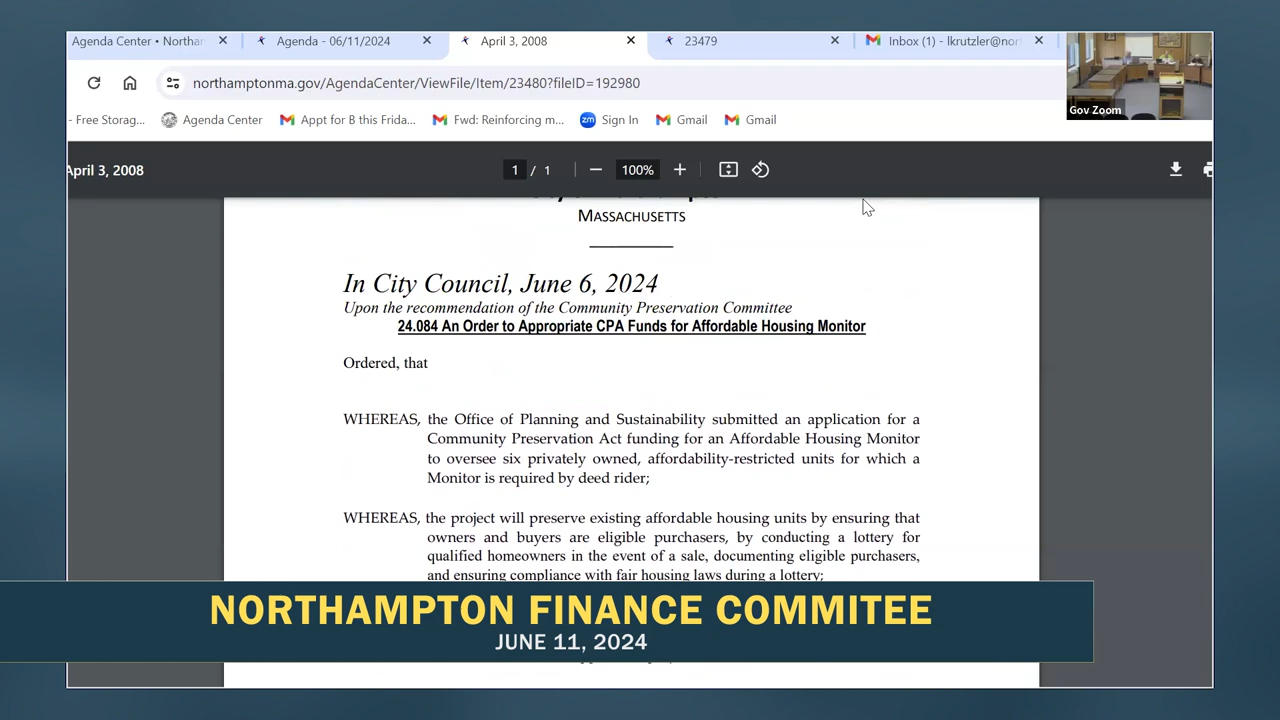 Agenda Center • Northan
Agenda - 06/11/2024
April 3, 2008
23479
Inbox (1) - lkrutzler@nor
northamptonma.gov/AgendaCenter/ViewFile/Item/23480?fileID=192980
Gov Zoom
- Free Storag...
Agenda Center
Appt for B this Frida...
Fwd: Reinforcing m...
zm
Sign In
Gmail
Gmail
April 3, 2008
1 / 1
100%
MASSACHUSETTS
In City Council, June 6, 2024
Upon the recommendation of the Community Preservation Committee
24.084 An Order to Appropriate CPA Funds for Affordable Housing Monitor
Ordered, that
WHEREAS, the Office of Planning and Sustainability submitted an application for a
Community Preservation Act funding for an Affordable Housing Monitor
to oversee six privately owned, affordability-restricted units for which a
Monitor is required by deed rider;
WHEREAS, the project will preserve existing affordable housing units by ensuring that
owners and buyers are eligible purchasers, by conducting a lottery for
qualified homeowners in the event of a sale, documenting eligible purchasers,
and ensuring compliance with fair housing laws during a lottery;
NORTHAMPTON FINANCE COMMITEE
JUNE 11, 2024